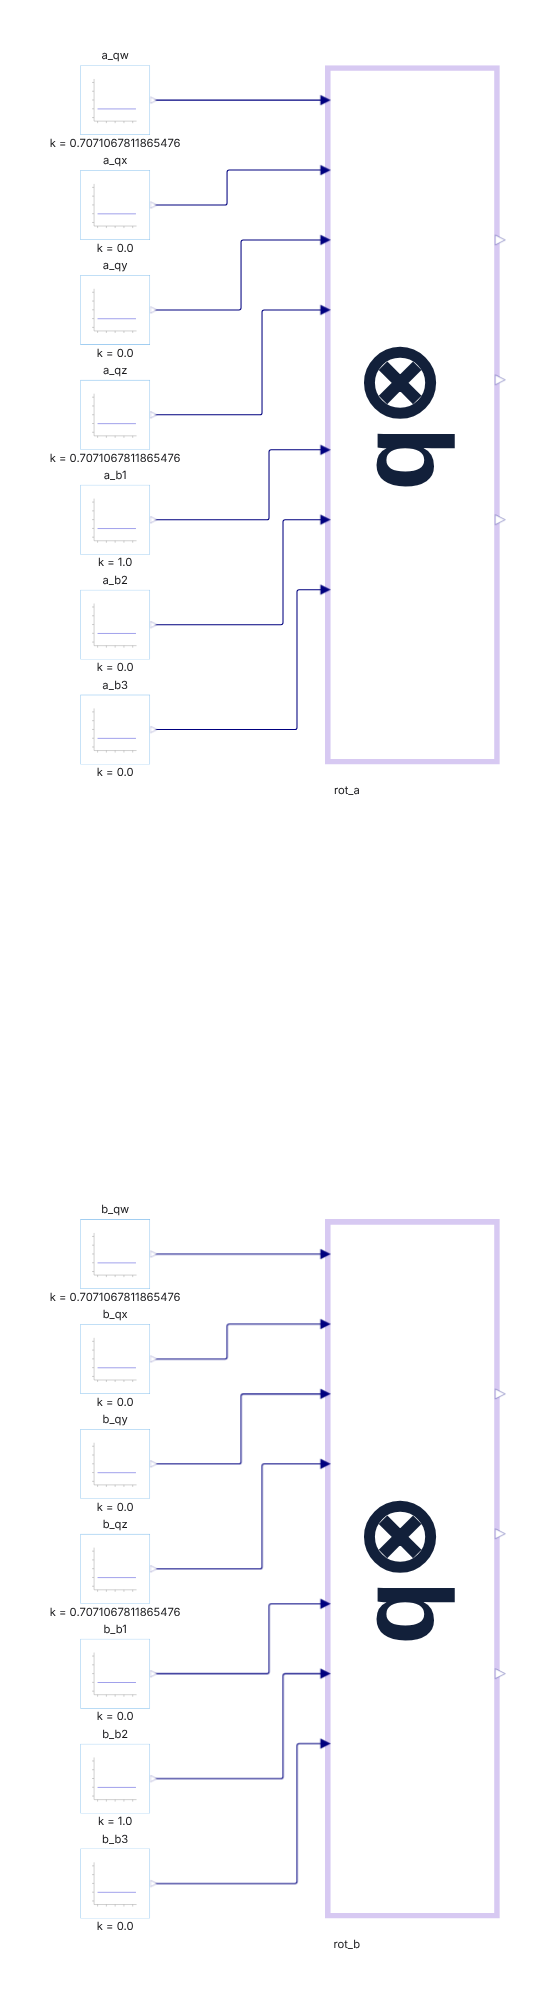 a_qw
k = 0.7071067811865476
a_qx
k = 0.0
a_qy
k = 0.0
a_qz
k = 0.7071067811865476
a_b1
k = 1.0
a_b2
k = 0.0
a_b3
k = 0.0
⊗
q
rot_a
b_qw
k = 0.7071067811865476
b_qx
k = 0.0
b_qy
k = 0.0
b_qz
k = 0.7071067811865476
b_b1
k = 0.0
b_b2
k = 1.0
b_b3
k = 0.0
⊗
q
rot_b